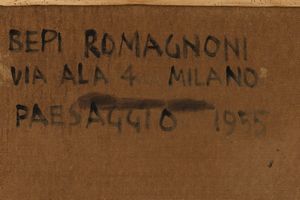 BEPI ROMAGNONI
VIA ALA 4 MILANO
PAESAGGIO 1955